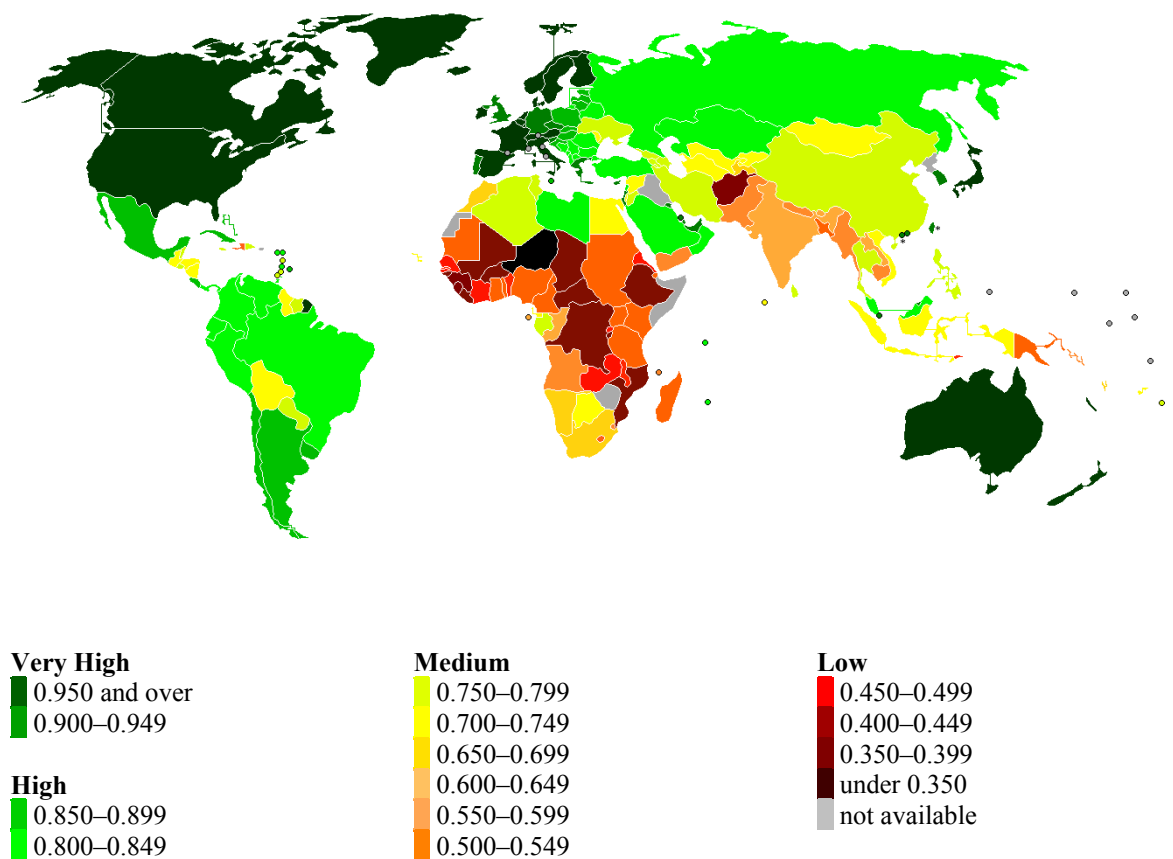 Very High
0.950 and over
0.900–0.949
High
0.850–0.899
0.800–0.849
Medium
0.750–0.799
0.700–0.749
0.650–0.699
0.600–0.649
0.550–0.599
0.500–0.549
Low
0.450–0.499
0.400–0.449
0.350–0.399
under 0.350
not available